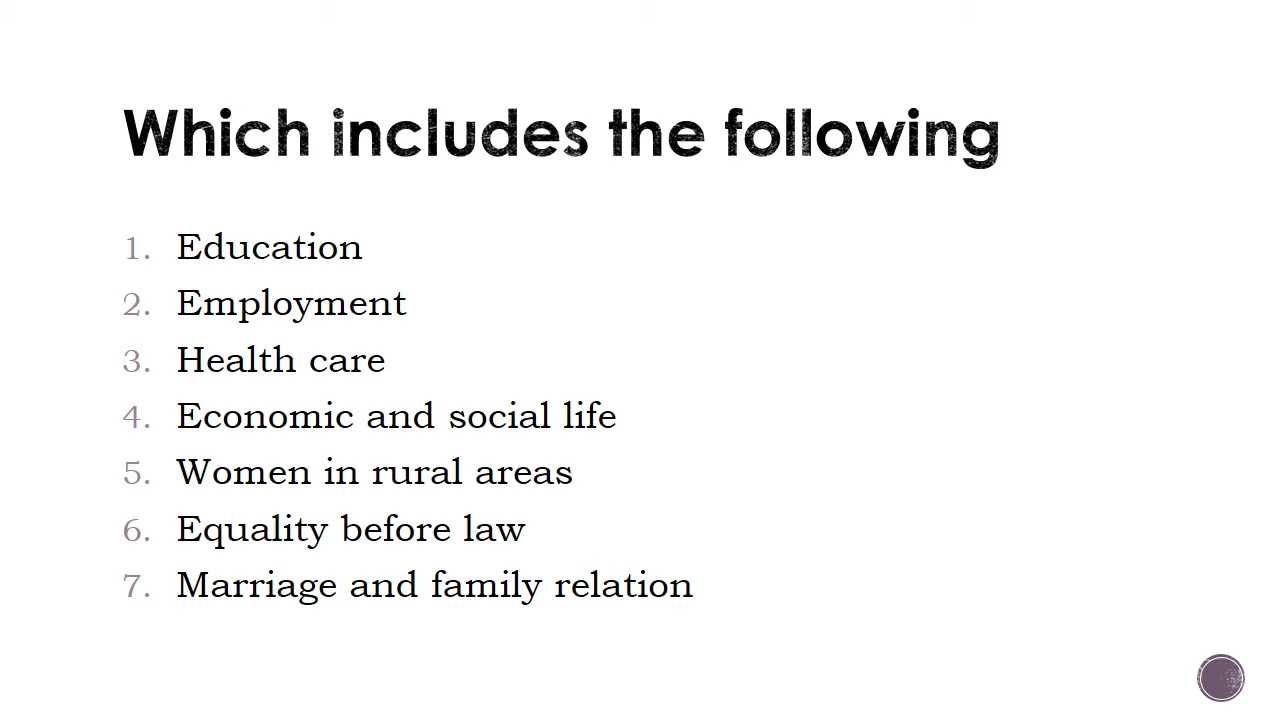 Which includes the following
1. Education
2. Employment
3. Health care
4. Economic and social life
5. Women in rural areas
6. Equality before law
7. Marriage and family relation